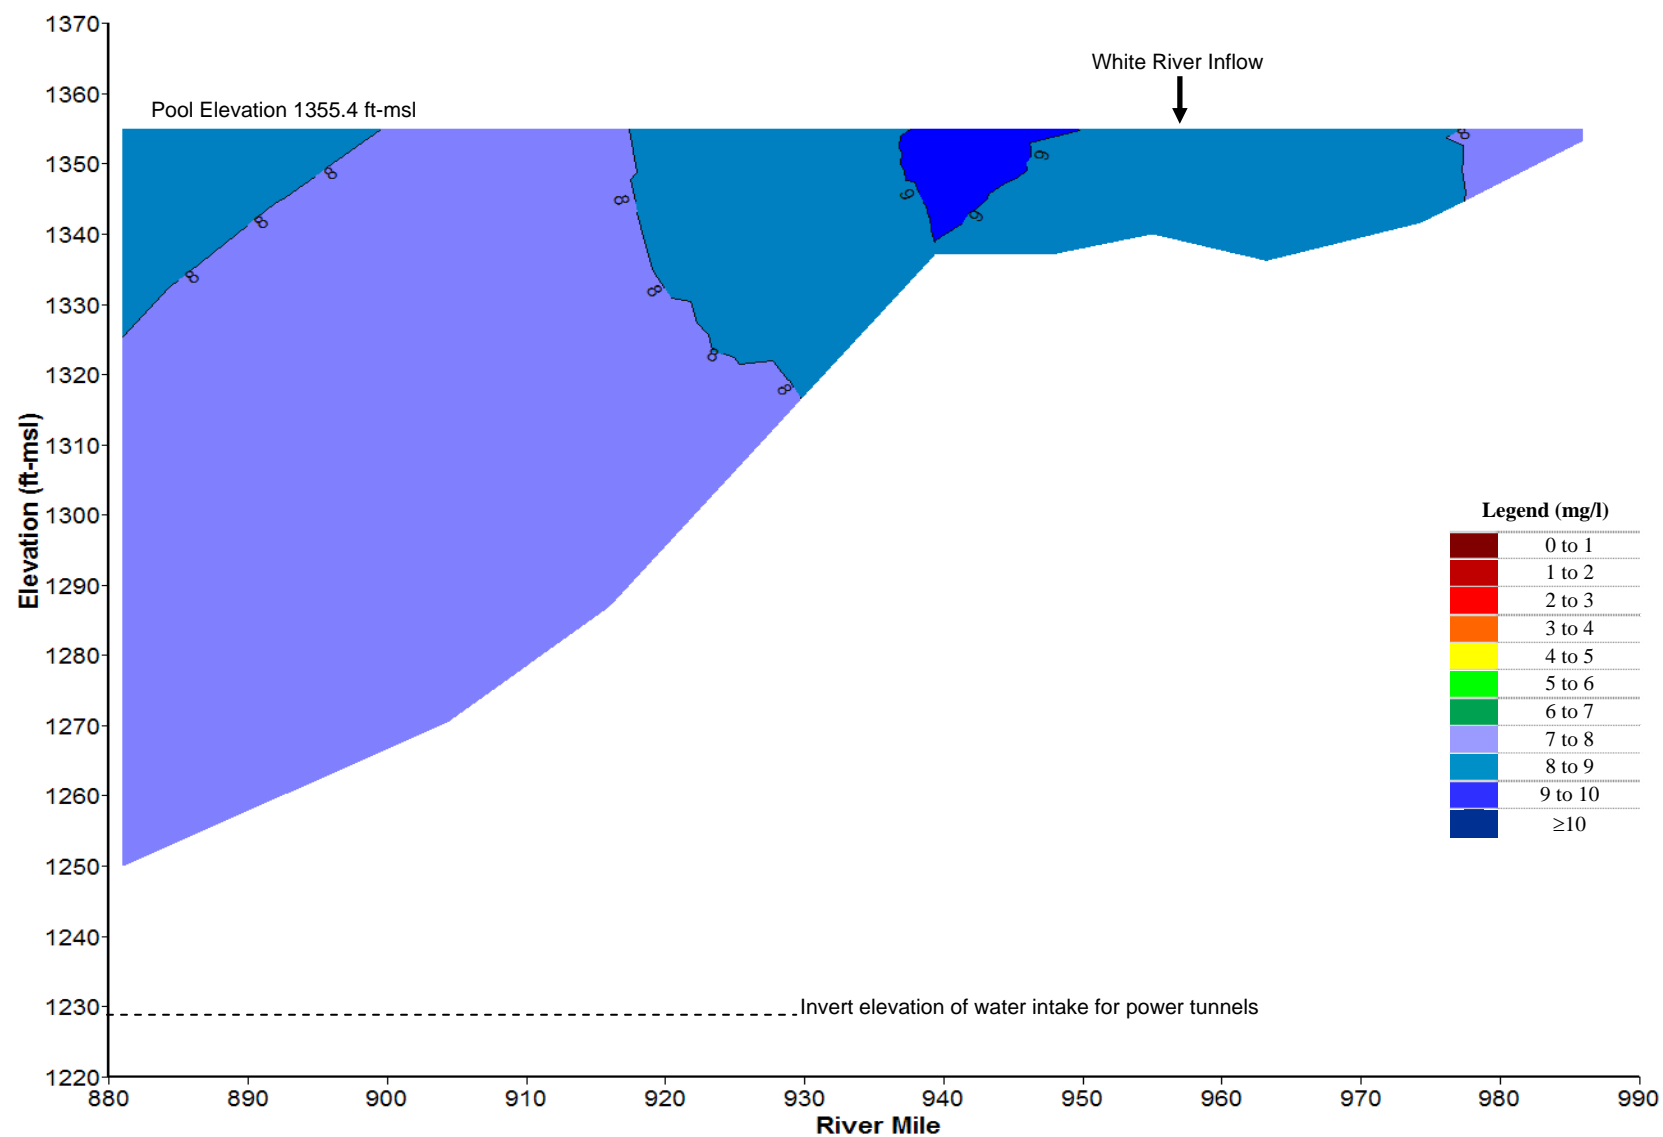 1370
White River Inflow
1360
Pool Elevation 1355.4 ft-msl
1350
1340
1330
1320
1310
1300
1290
1280
1270
1260
1250
1240
1230
1220
Elevation (ft-msl)
8
8
8
8
8
8
8
9
9
9
8
Legend (mg/l)
0 to 1
1 to 2
2 to 3
3 to 4
4 to 5
5 to 6
6 to 7
7 to 8
8 to 9
9 to 10
≥10
Invert elevation of water intake for power tunnels
880 890 900 910 920 930 940 950 960 970 980 990
River Mile